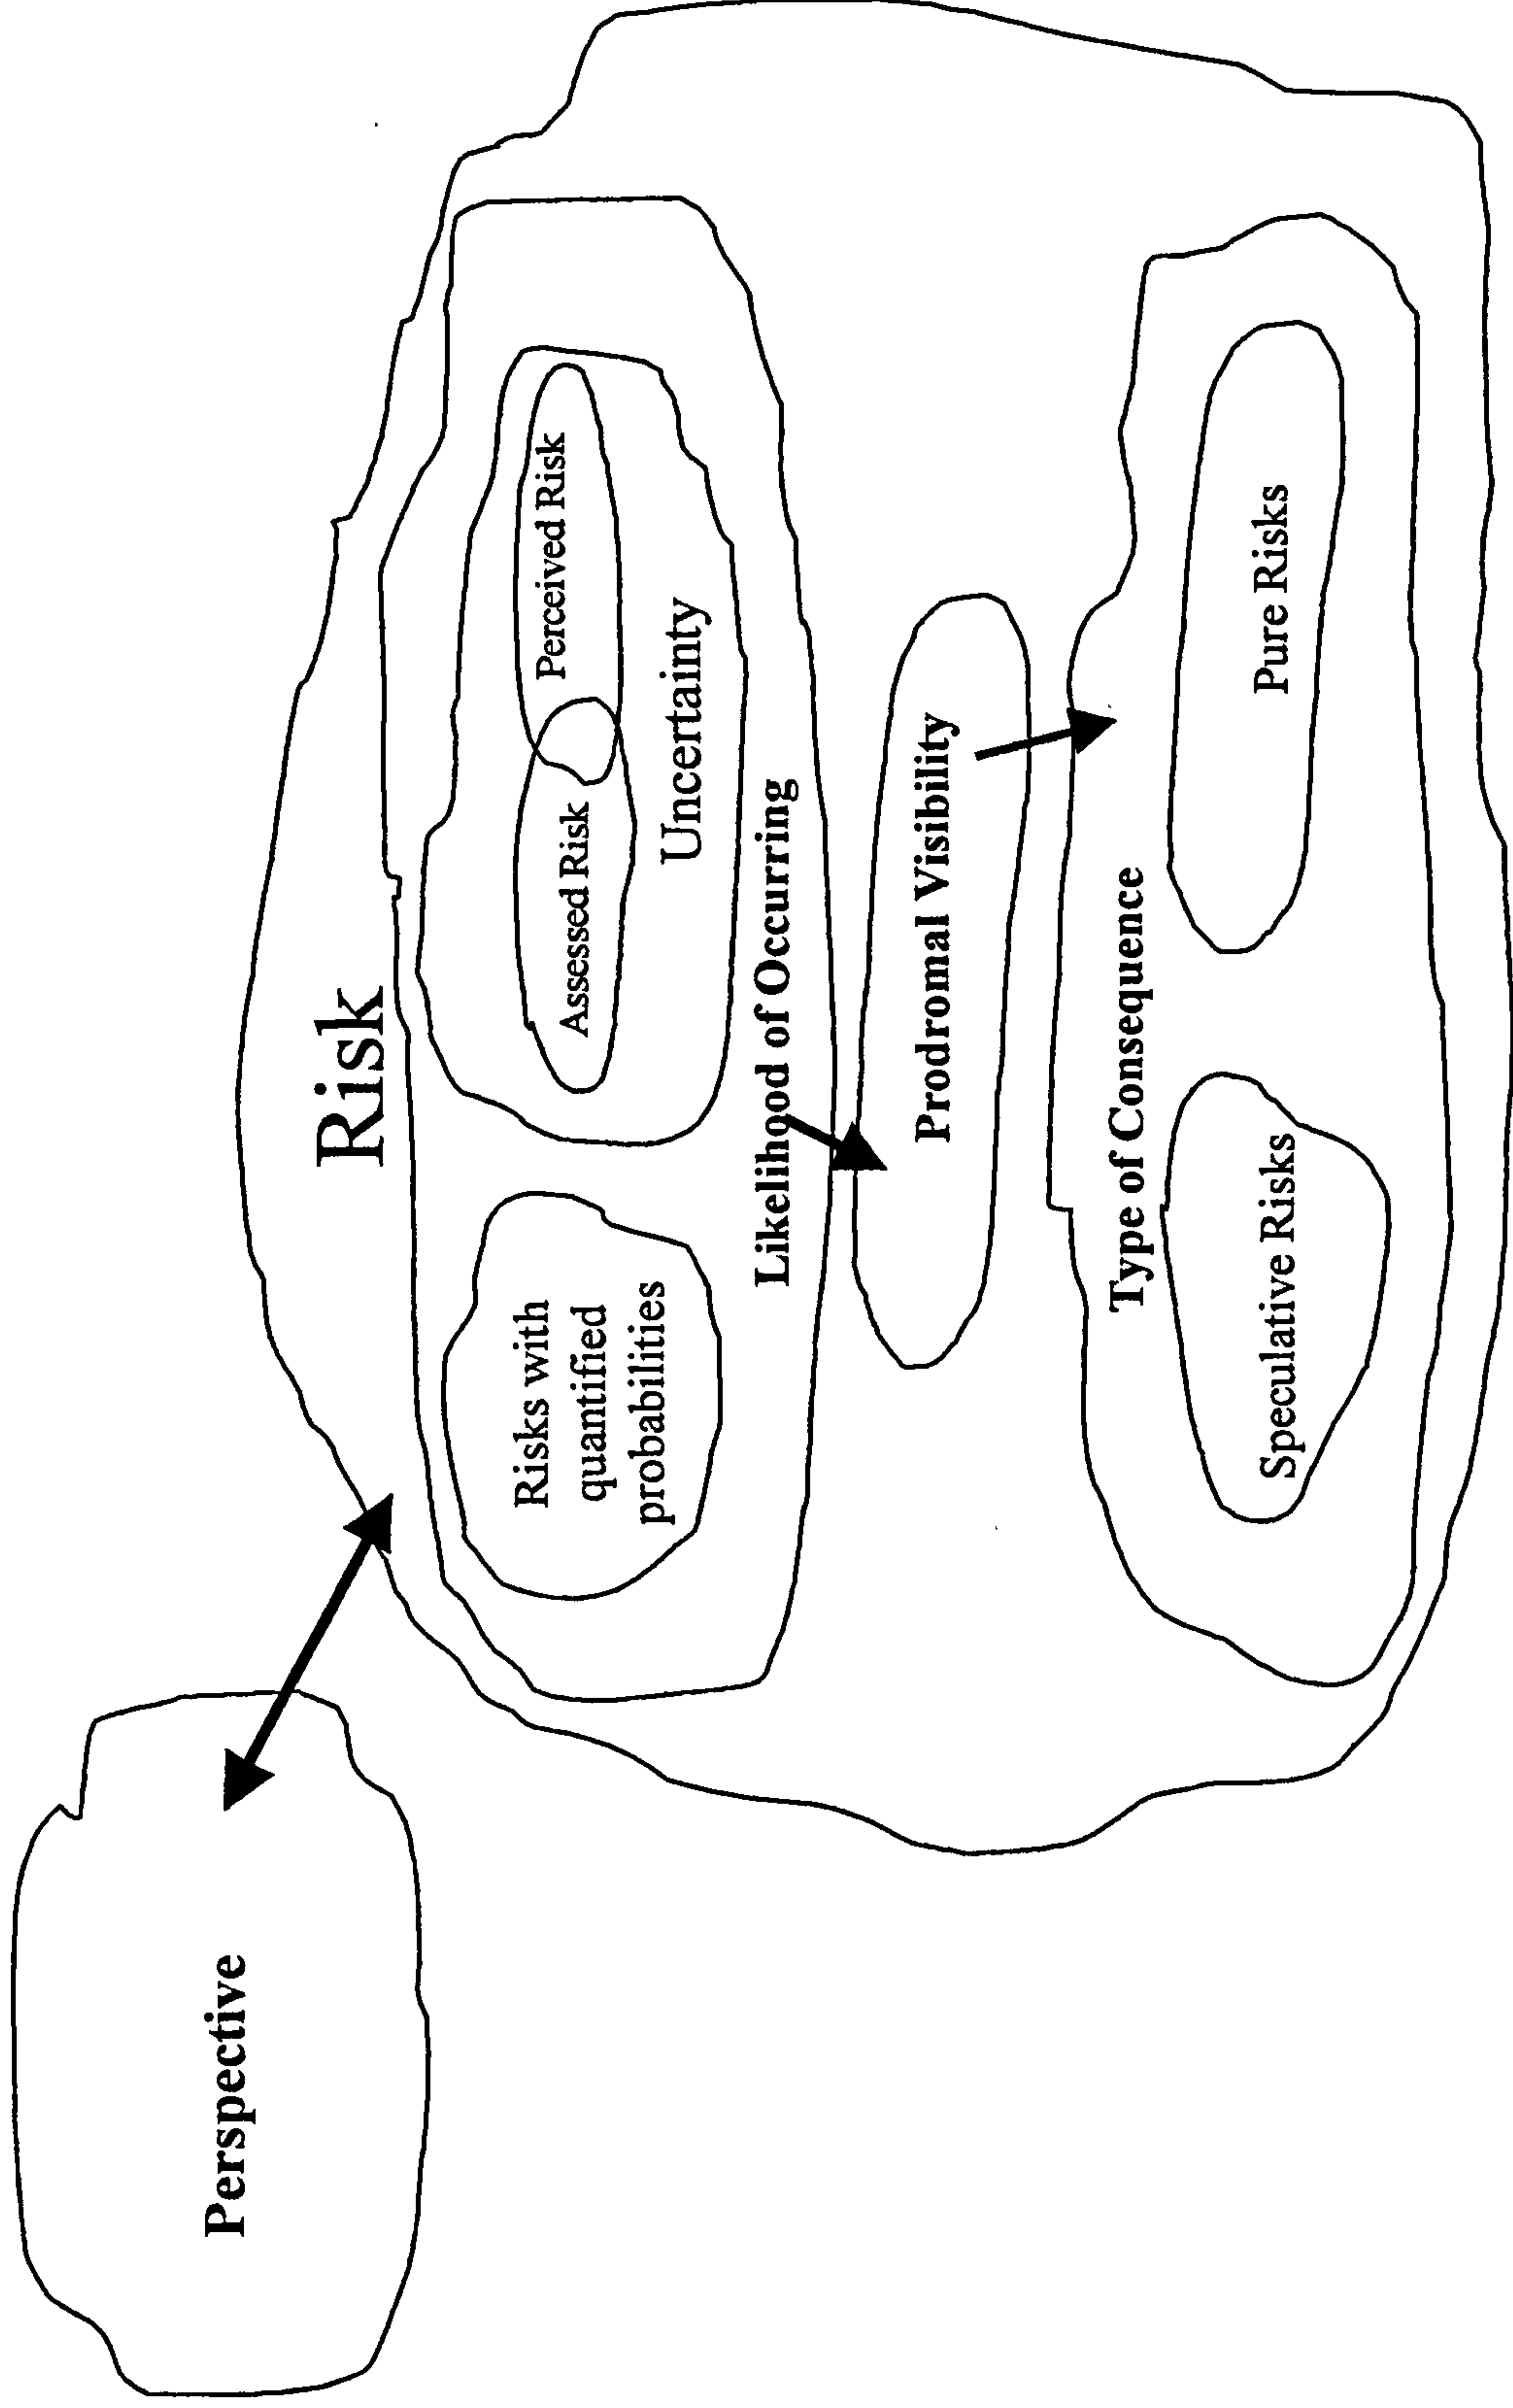 Perspective
Risk
Risks with
quantified
probabilities
Assessed Risk
Perceived Risk
Uncertainty
Likelihood of Occurring
Prodromal Visibility
Type of Consequence
Speculative Risks
Pure Risks